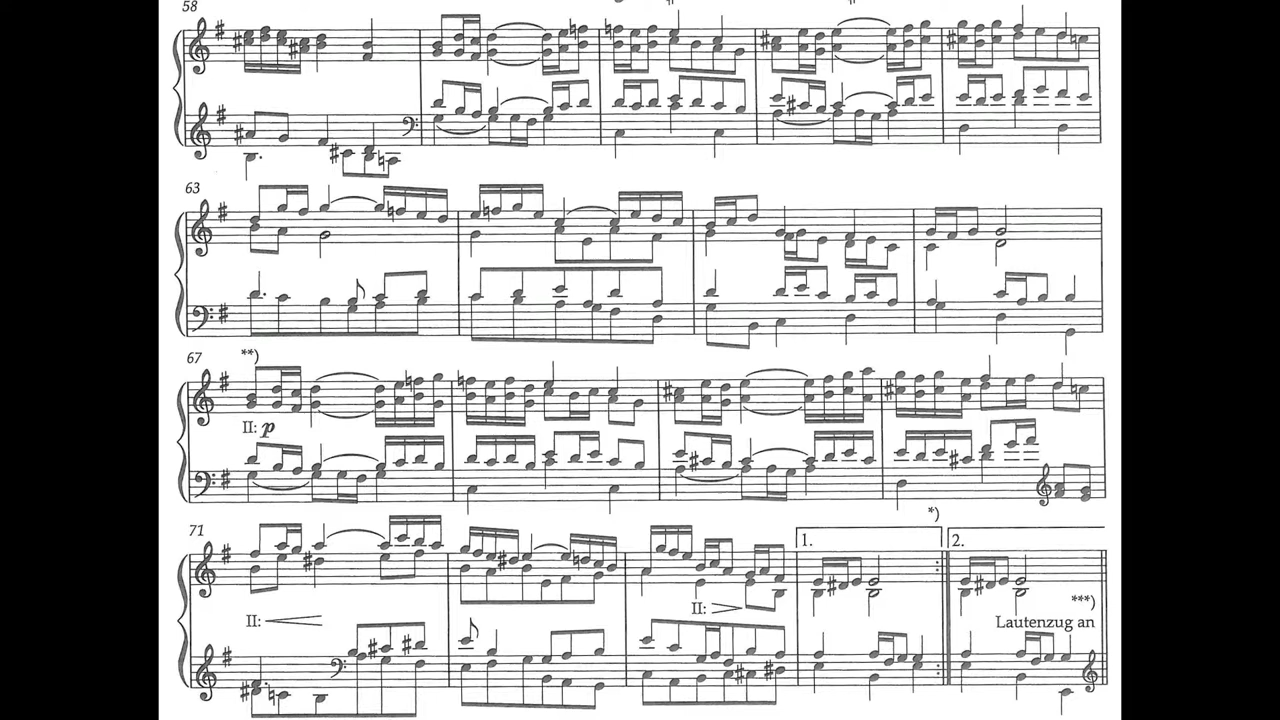 58
63
67
**)
II: p
71
*)
1.
2.
II:
II:
***)
Lautenzug an